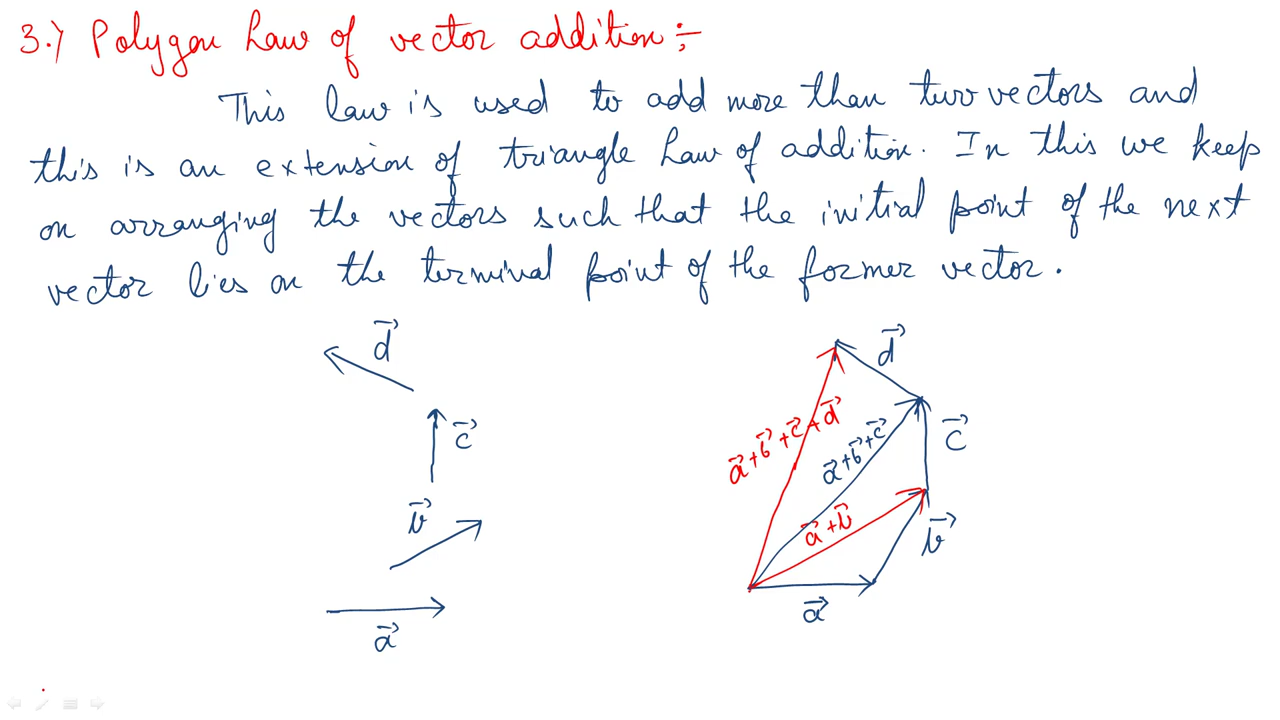 3.) Polygon Law of vector addition÷
This law is used to add more than two vectors and
this is an extension of triangle Law of addition. In this we keep
on arranging the vectors such that the initial point of the next
vector lies on the terminal point of the former vector.
d⃗
c⃗
b⃗
a⃗
d⃗
a⃗+b⃗+c⃗+d⃗
a⃗+b⃗+c⃗
c⃗
a⃗+b⃗
b⃗
a⃗